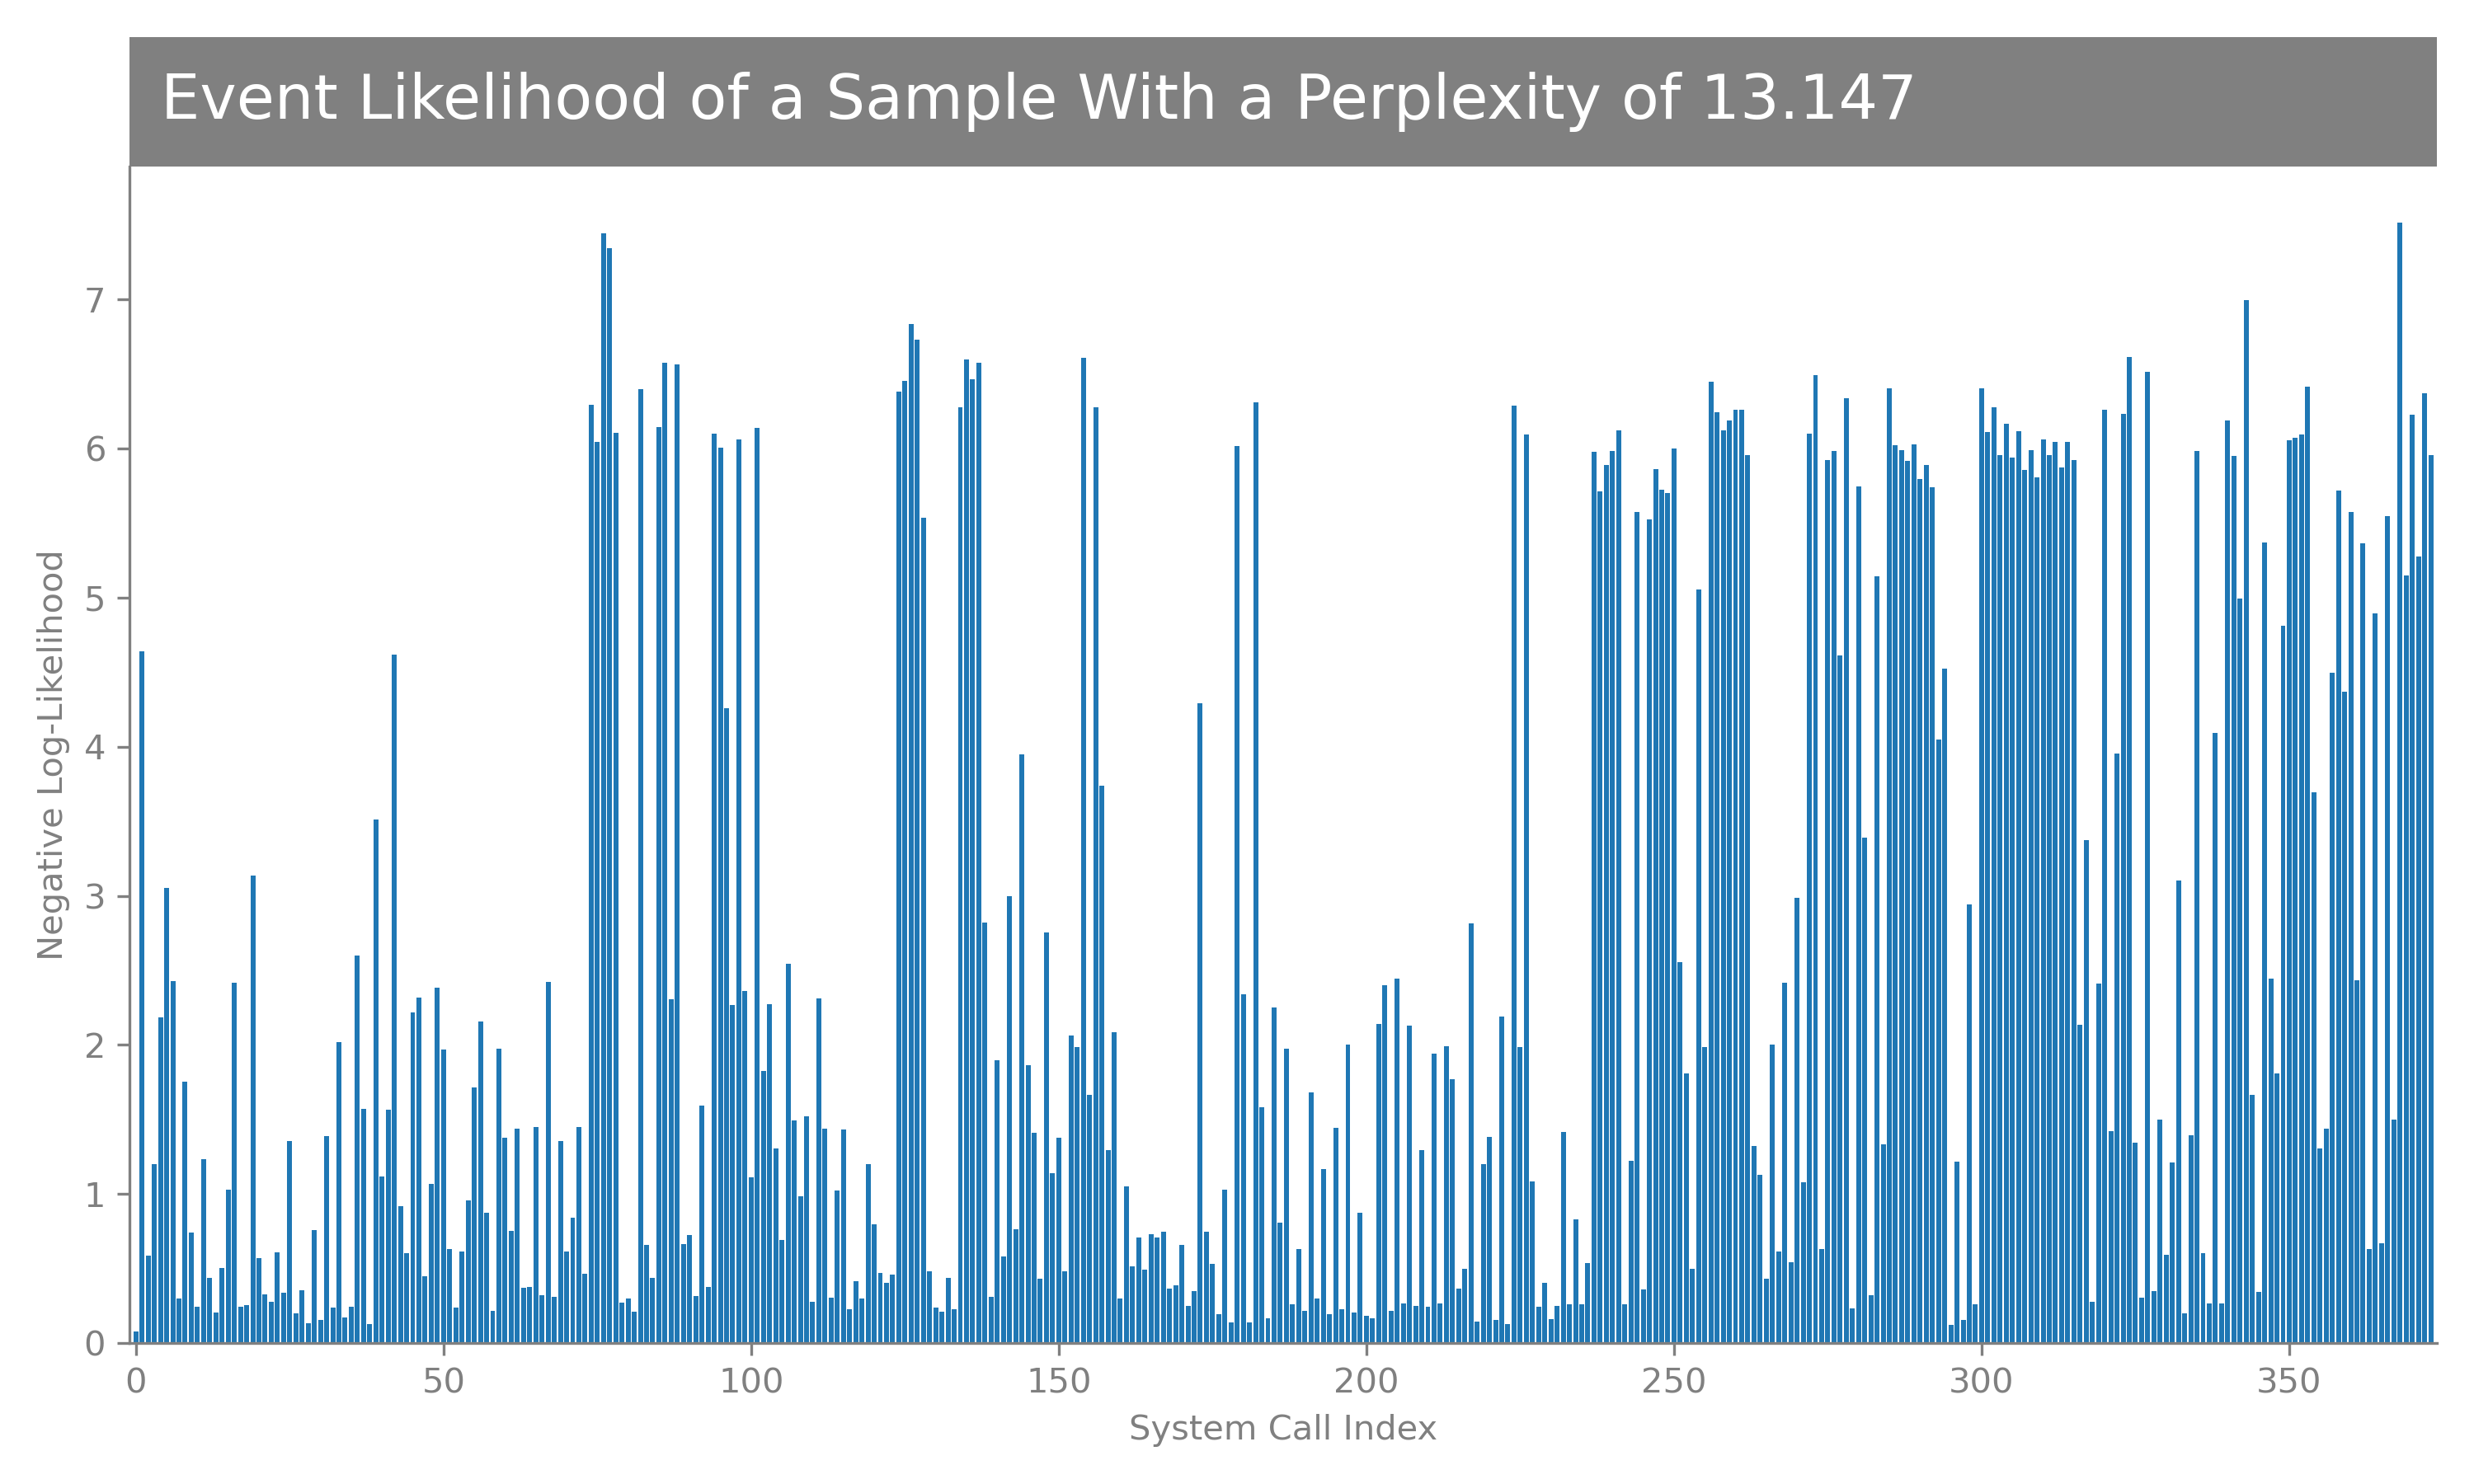 Event Likelihood of a Sample With a Perplexity of 13.147
Negative Log-Likelihood
7
6
5
4
3
2
1
0
0 50 100 150 200 250 300 350
System Call Index